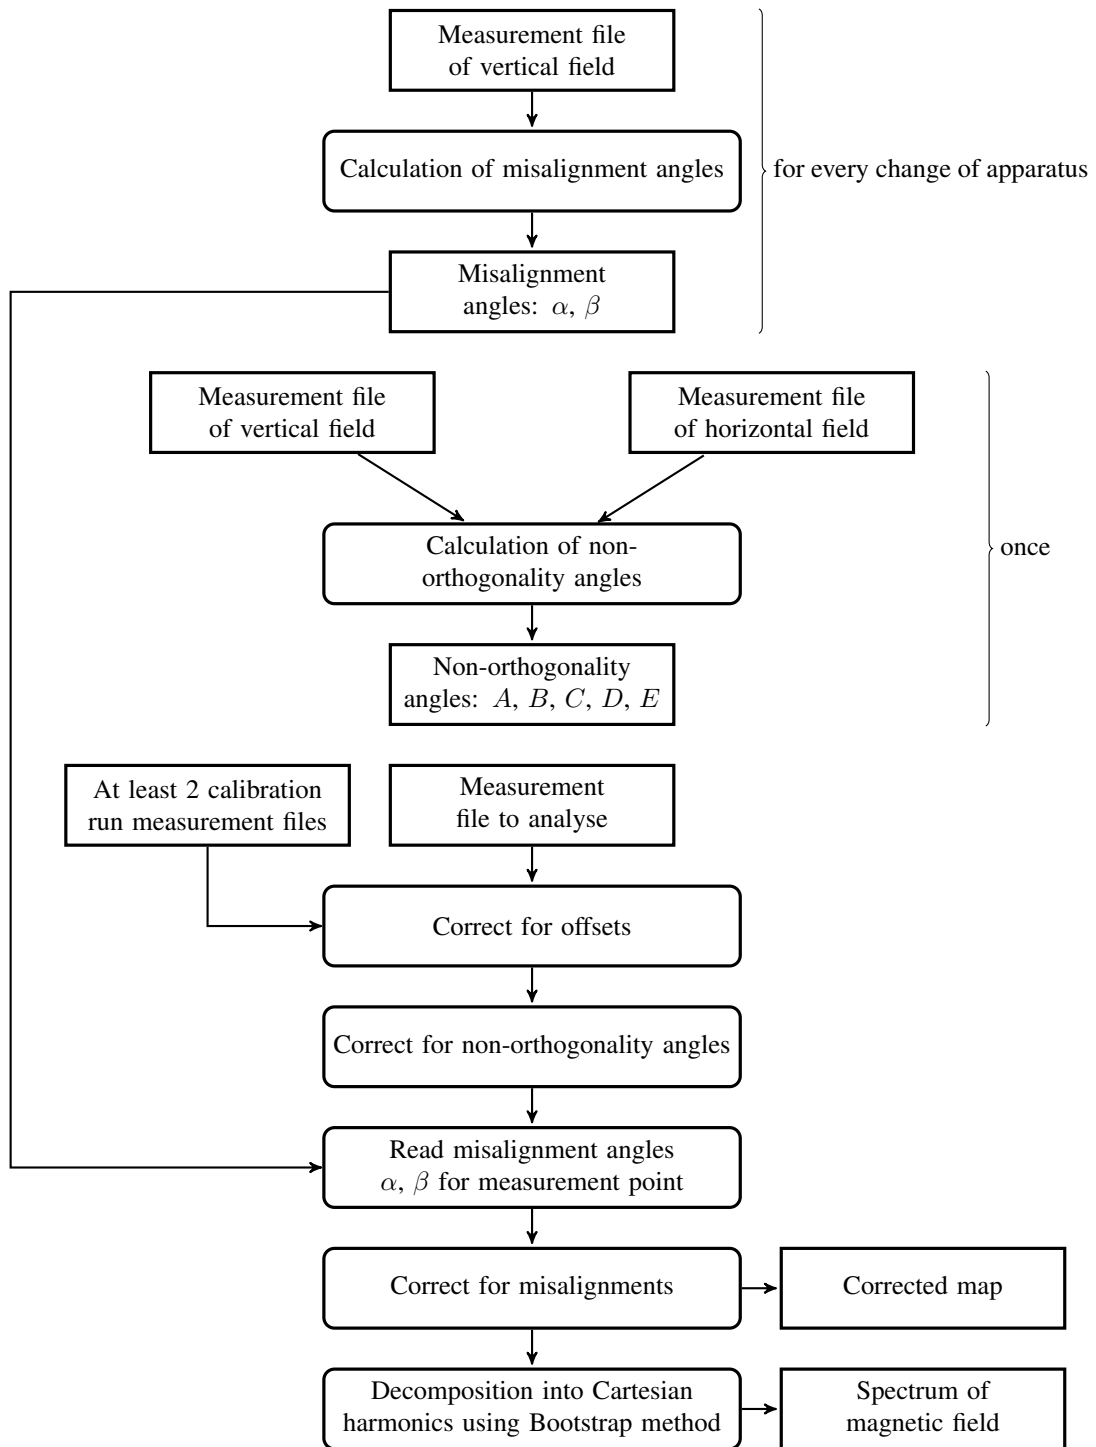 Measurement file
of vertical field
Calculation of misalignment angles
for every change of apparatus
Misalignment
angles: α, β
Measurement file
of vertical field
Measurement file
of horizontal field
Calculation of non-
orthogonality angles
once
Non-orthogonality
angles: A, B, C, D, E
At least 2 calibration
run measurement files
Measurement
file to analyse
Correct for offsets
Correct for non-orthogonality angles
Read misalignment angles
α, β for measurement point
Correct for misalignments
Corrected map
Decomposition into Cartesian
harmonics using Bootstrap method
Spectrum of
magnetic field